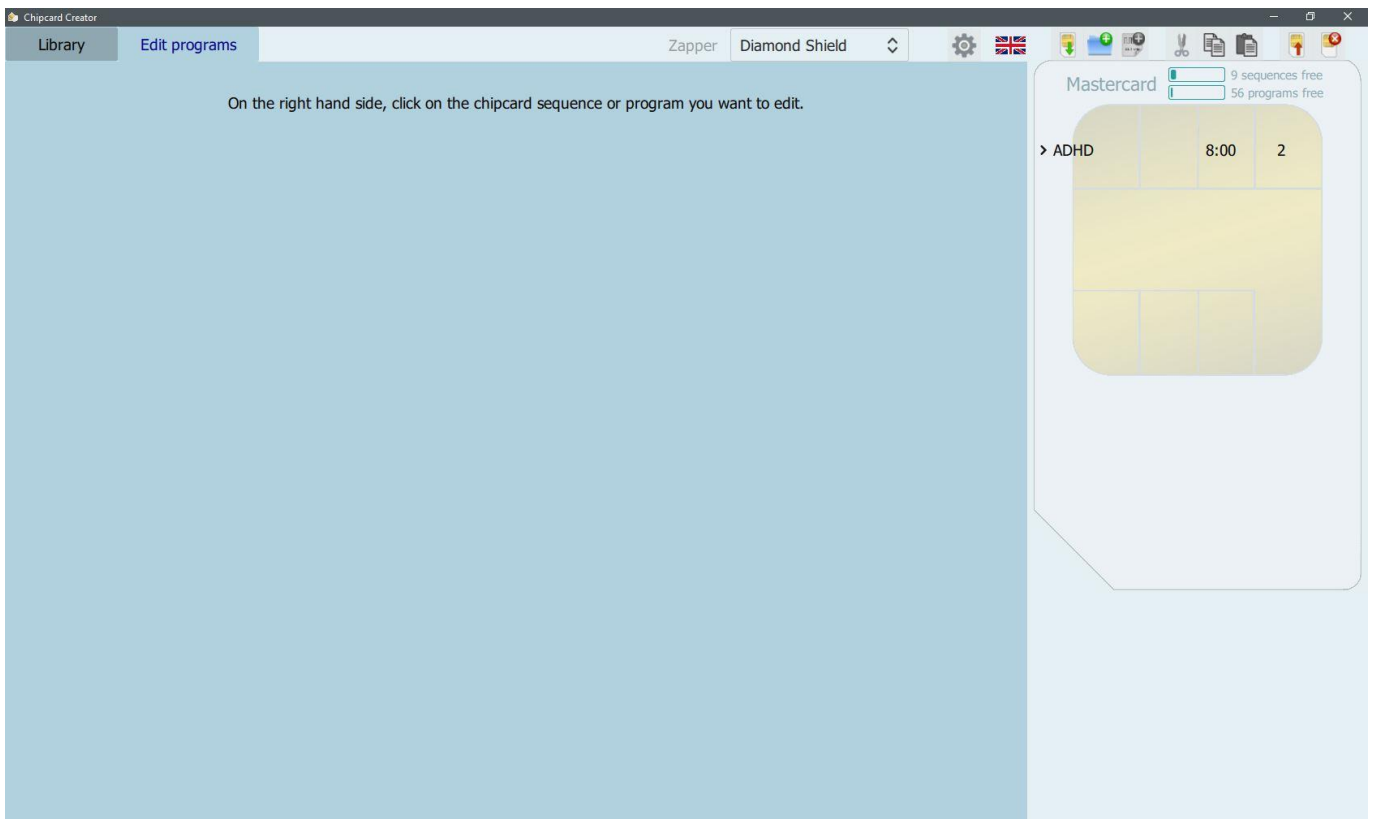 Chipcard Creator
Library Edit programs Zapper Diamond Shield
Mastercard 9 sequences free
56 programs free
On the right hand side, click on the chipcard sequence or program you want to edit.
> ADHD 8:00 2